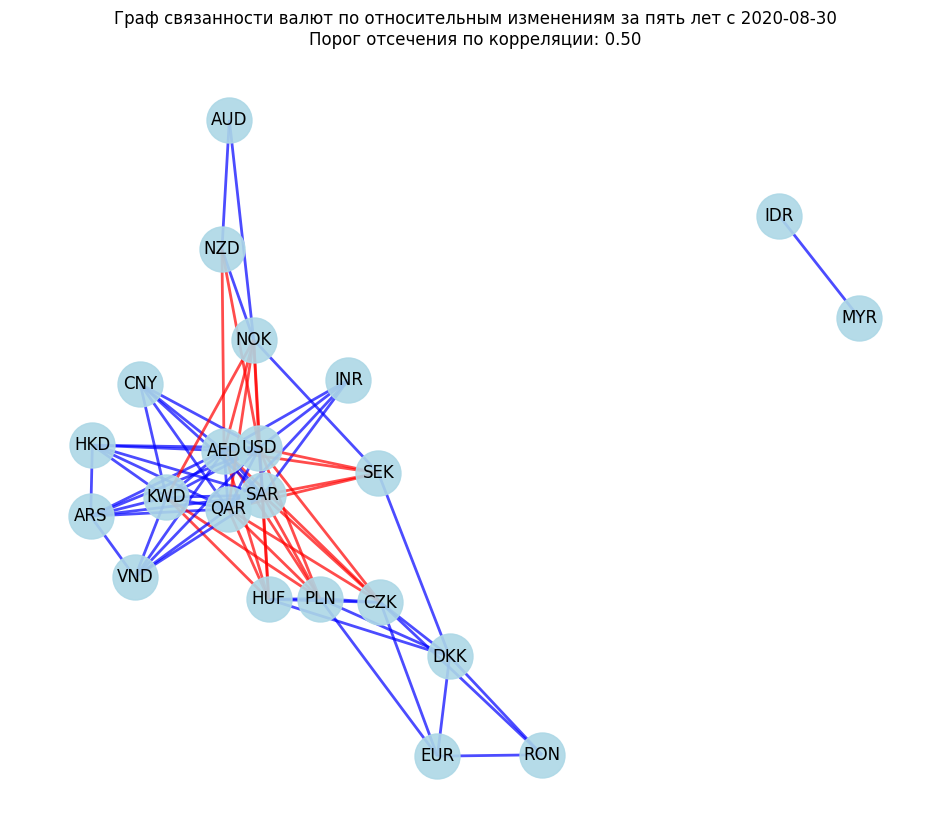 Граф связанности валют по относительным изменениям за пять лет с 2020-08-30
Порог отсечения по корреляции: 0.50
AUD
IDR
NZD
MYR
NOK
INR
CNY
HKD
AED
USD
SEK
KWD
SAR
QAR
ARS
VND
HUF
PLN
CZK
DKK
EUR
RON